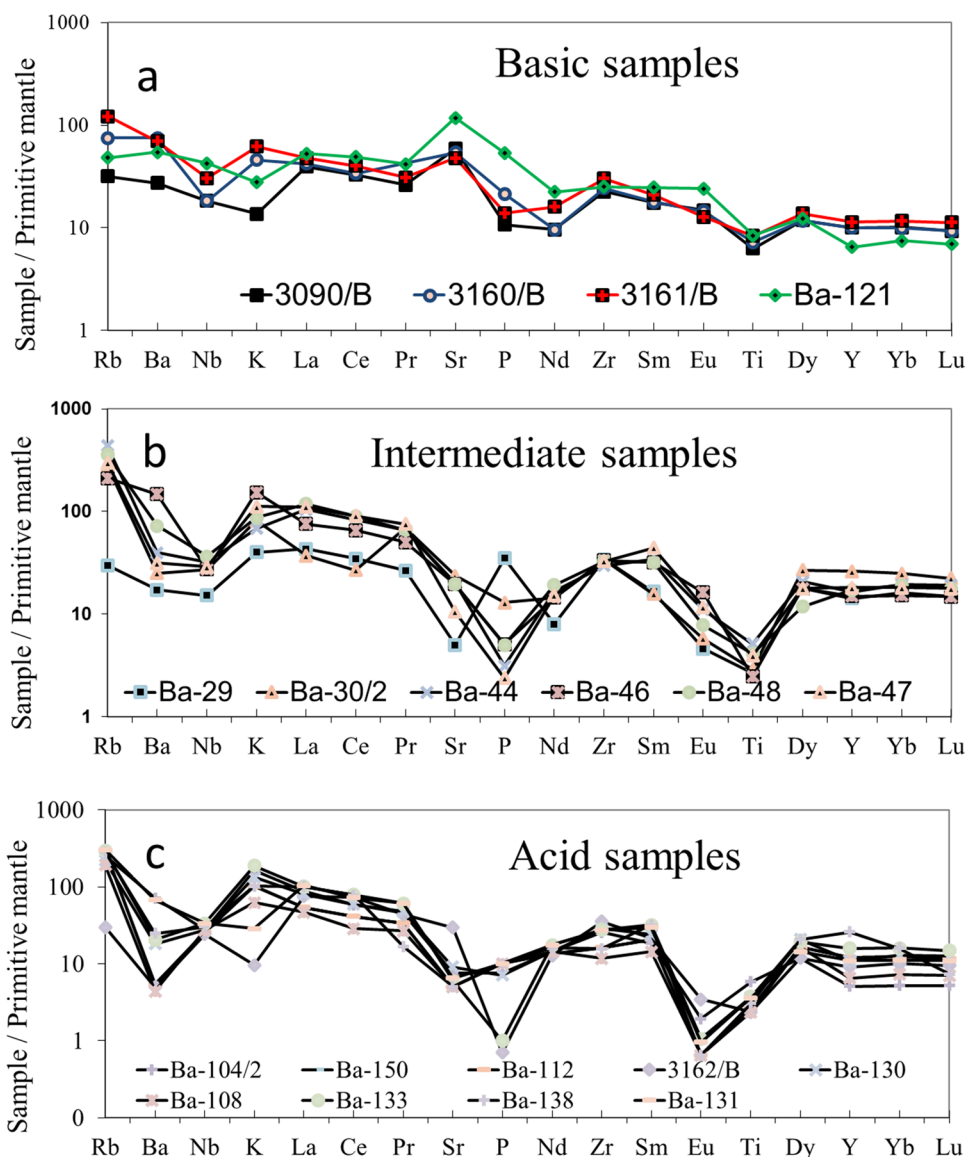 1000
100
10
1
Sample / Primitive mantle
a
Basic samples
3090/B 3160/B 3161/B Ba-121
Rb Ba Nb K La Ce Pr Sr P Nd Zr Sm Eu Ti Dy Y Yb Lu
1000
100
10
1
Sample / Primitive mantle
b
Intermediate samples
Ba-29 Ba-30/2 Ba-44 Ba-46 Ba-48 Ba-47
Rb Ba Nb K La Ce Pr Sr P Nd Zr Sm Eu Ti Dy Y Yb Lu
1000
100
10
1
0
Sample / Primitive mantle
c
Acid samples
Ba-104/2 Ba-150 Ba-112 3162/B Ba-130
Ba-108 Ba-133 Ba-138 Ba-131
Rb Ba Nb K La Ce Pr Sr P Nd Zr Sm Eu Ti Dy Y Yb Lu